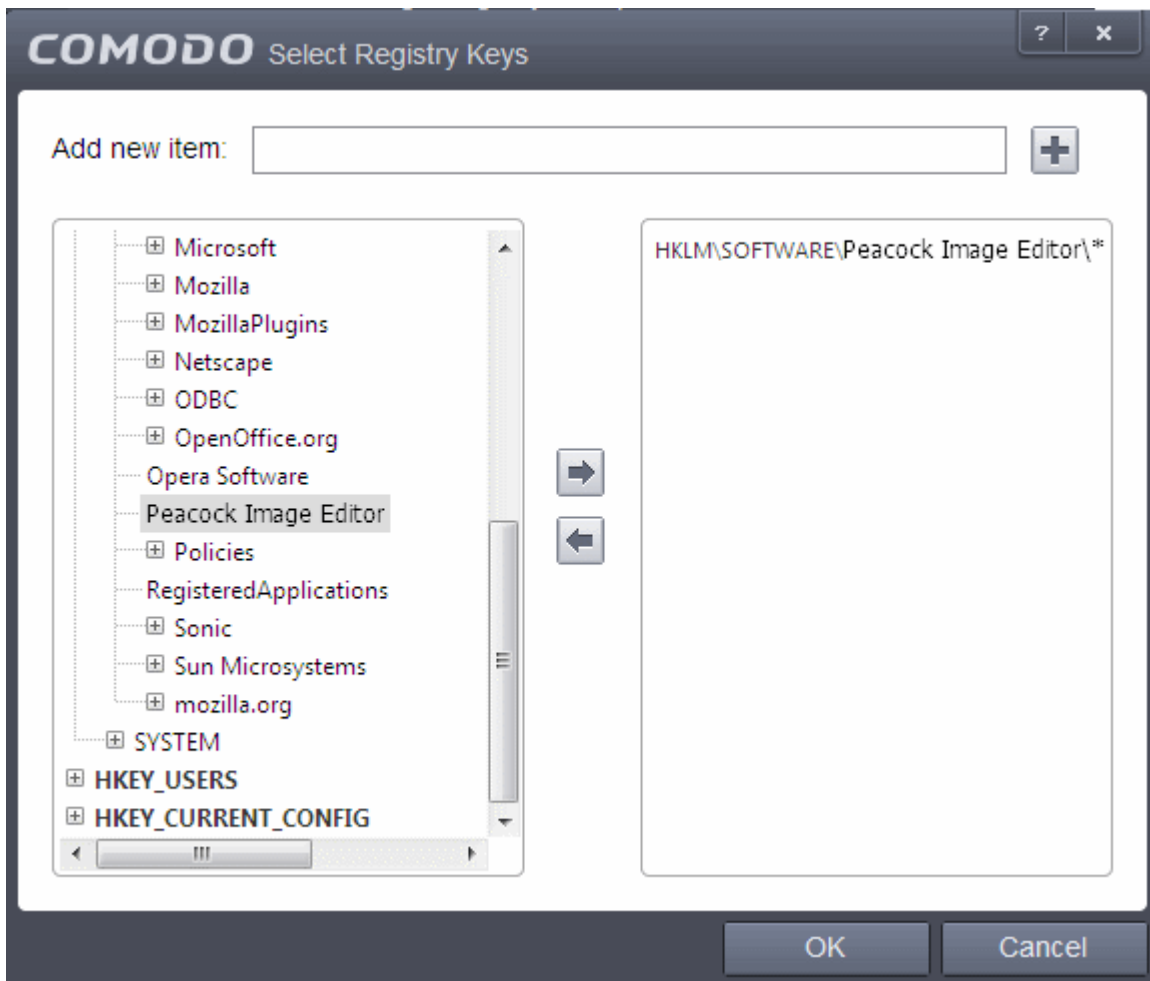 COMODO Select Registry Keys
? x
Add new item:
Microsoft
Mozilla
MozillaPlugins
Netscape
ODBC
OpenOffice.org
Opera Software
Peacock Image Editor
Policies
RegisteredApplications
Sonic
Sun Microsystems
mozilla.org
SYSTEM
HKEY_USERS
HKEY_CURRENT_CONFIG
HKLM\SOFTWARE\Peacock Image Editor\*
OK Cancel